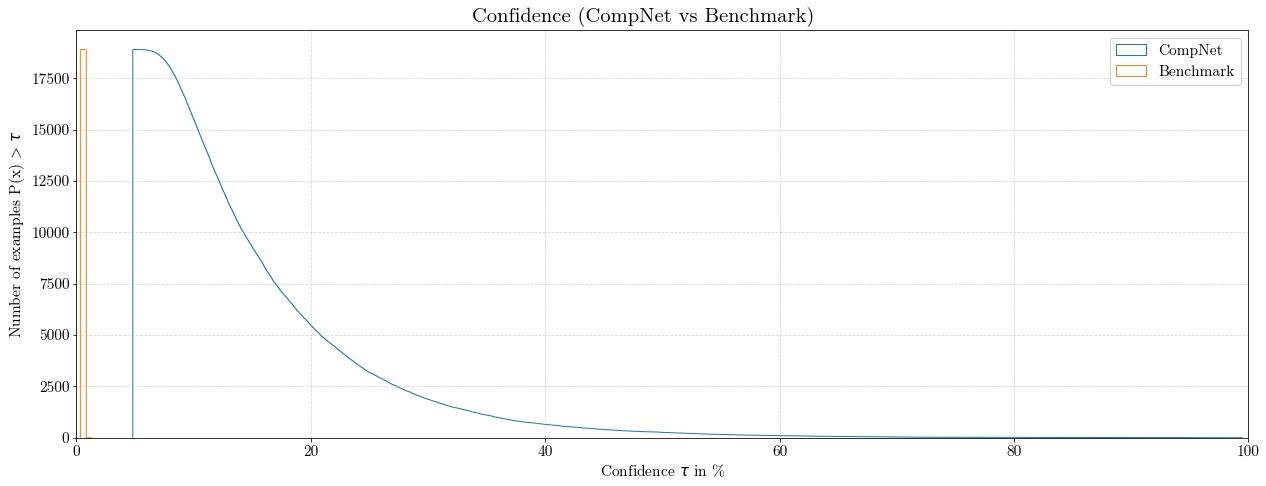 Confidence (CompNet vs Benchmark)
CompNet
Benchmark
Number of examples P(x) > τ
17500
15000
12500
10000
7500
5000
2500
0
0 20 40 60 80 100
Confidence τ in %